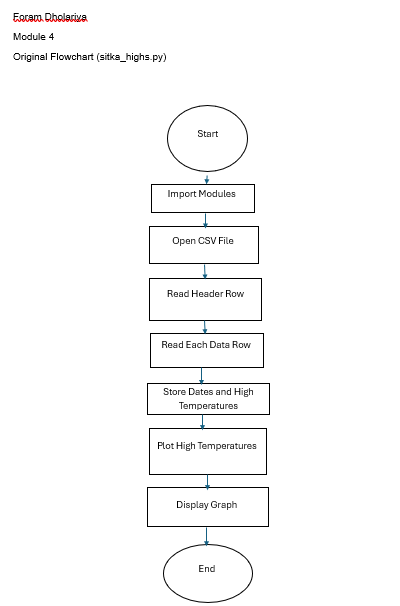 Foram Dholariya
Module 4
Original Flowchart (sitka_highs.py)
Start
Import Modules
Open CSV File
Read Header Row
Read Each Data Row
Store Dates and High
Temperatures
Plot High Temperatures
Display Graph
End